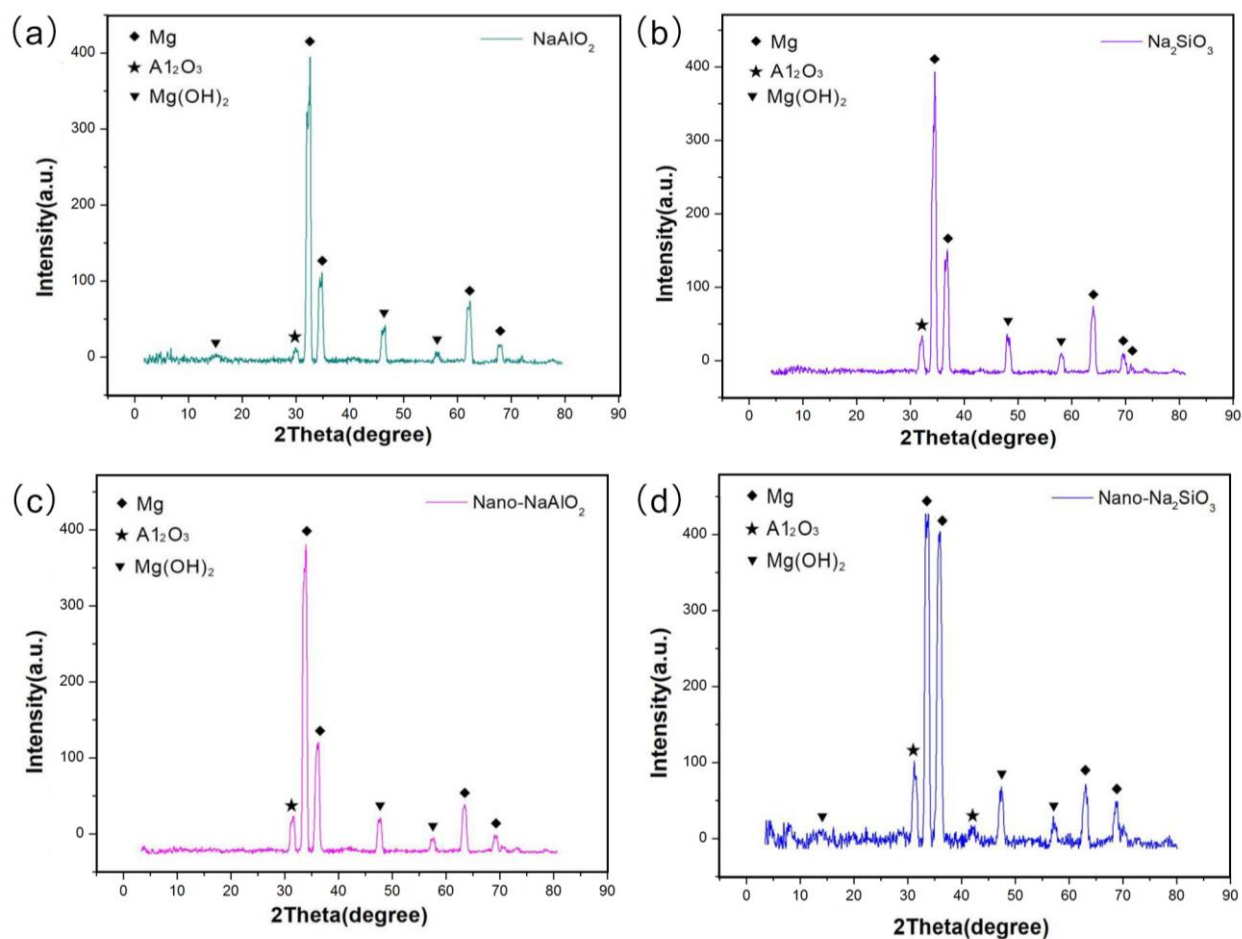 (a)
◆ Mg
★ A1₂O₃
▼ Mg(OH)₂
NaAlO₂
400
300
200
100
0
Intensity(a.u.)
0 10 20 30 40 50 60 70 80 90
2Theta(degree)
(b)
◆ Mg
★ A1₂O₃
▼ Mg(OH)₂
Na₂SiO₃
400
300
200
100
0
Intensity(a.u.)
0 10 20 30 40 50 60 70 80 90
2Theta(degree)
(c)
◆ Mg
★ A1₂O₃
▼ Mg(OH)₂
Nano-NaAlO₂
400
300
200
100
0
Intensity(a.u.)
0 10 20 30 40 50 60 70 80 90
2Theta(degree)
(d)
◆ Mg
★ A1₂O₃
▼ Mg(OH)₂
Nano-Na₂SiO₃
400
300
200
100
0
Intensity(a.u.)
0 10 20 30 40 50 60 70 80 90
2Theta(degree)